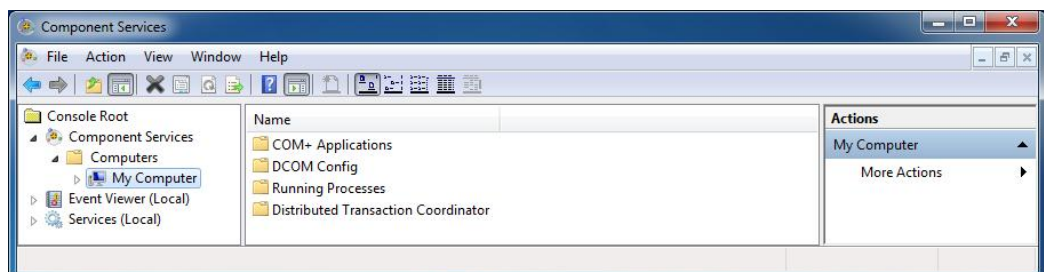 Component Services
File Action View Window Help
Console Root
Component Services
Computers
My Computer
Event Viewer (Local)
Services (Local)
Name
COM+ Applications
DCOM Config
Running Processes
Distributed Transaction Coordinator
Actions
My Computer
More Actions